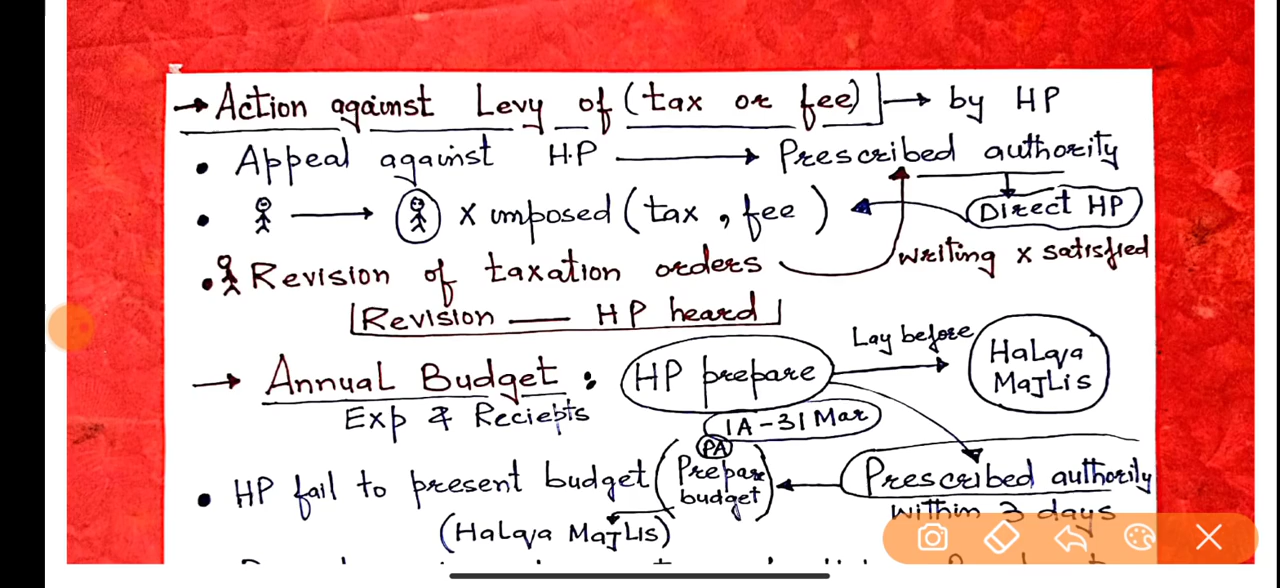 → Action against Levy of (tax or fee) → by HP
• Appeal against H.P → Prescribed authority
• → x imposed (tax, fee) Direct HP
• Revision of taxation orders writing x satisfied
Revision — HP heard
→ Annual Budget : HP prepare Lay before Halqa Majlis
Exp & Reciepts 1A-31 Mar
• HP fail to present budget (PA Prepare budget) ← Prescribed authority
within 3 days
(Halqa Majlis)